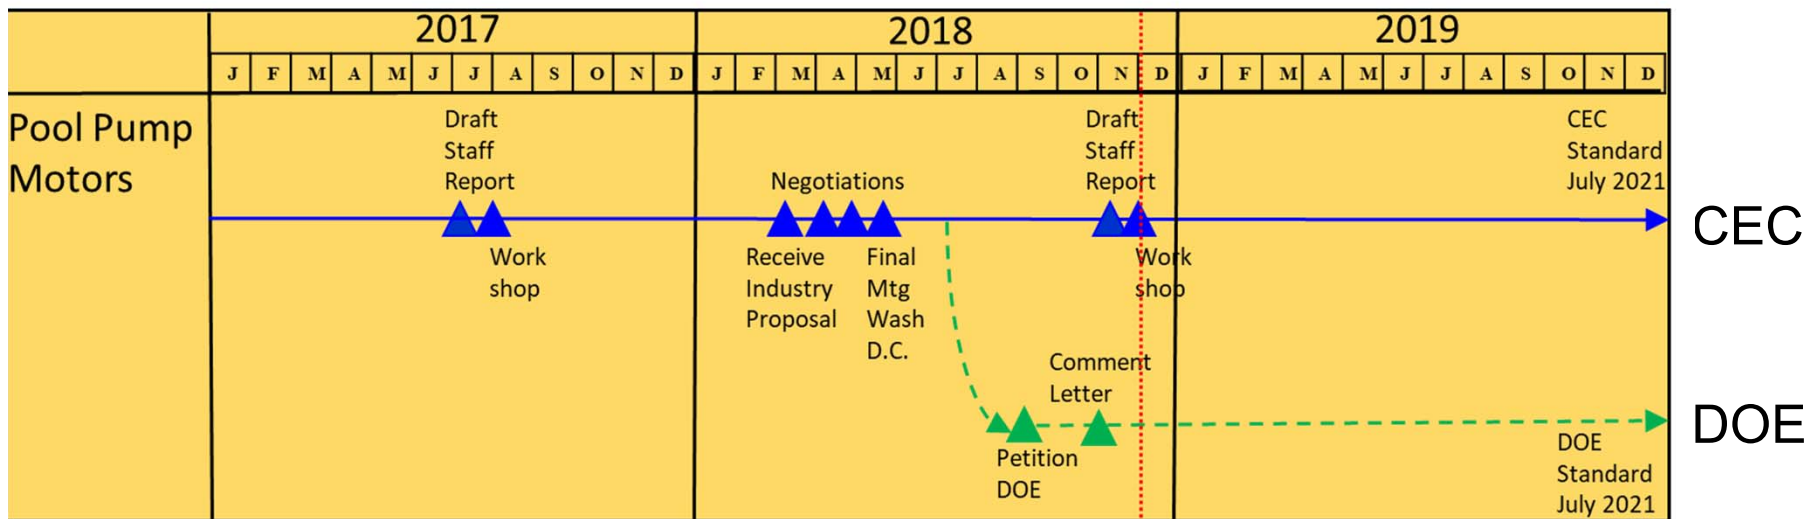 2017 2018 2019
J F M A M J J A S O N D J F M A M J J A S O N D J F M A M J J A S O N D
Pool Pump
Motors
Draft
Staff
Report
Work
shop
Negotiations
Receive
Industry
Proposal
Final
Mtg
Wash
D.C.
Draft
Staff
Report
Work
shop
CEC
Standard
July 2021
CEC
Comment
Letter
Petition
DOE
DOE
Standard
July 2021
DOE